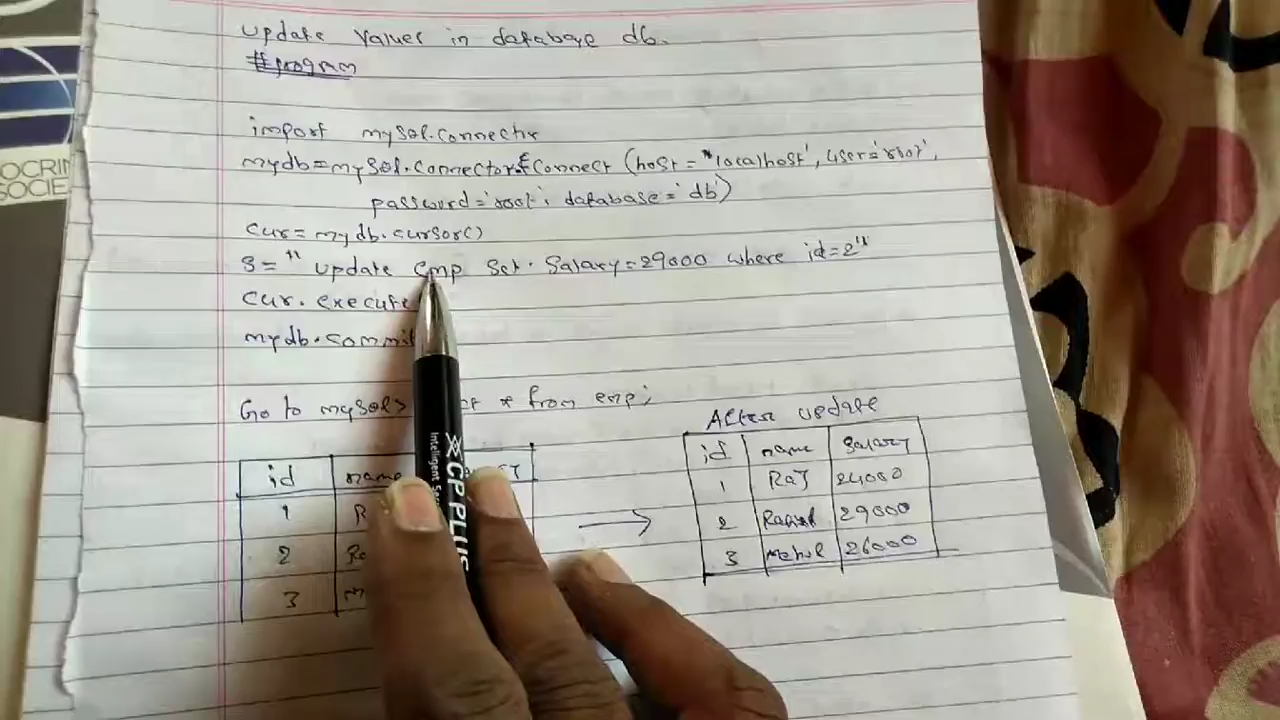 update values in database db.
#program
import mysql.connector
mydb=mysql.connector.connect(host='localhost', user='root',
password='root', database='db')
cur=mydb.cursor()
s="update emp set salary=29000 where id=2"
cur.execute
mydb.commit
Go to mysql> * from emp;
After update
id name
1
2
3
id name salary
1 Raj 24000
2 29000
3 Mehul 26000
Intelligent
CP PLUS
SOCIE